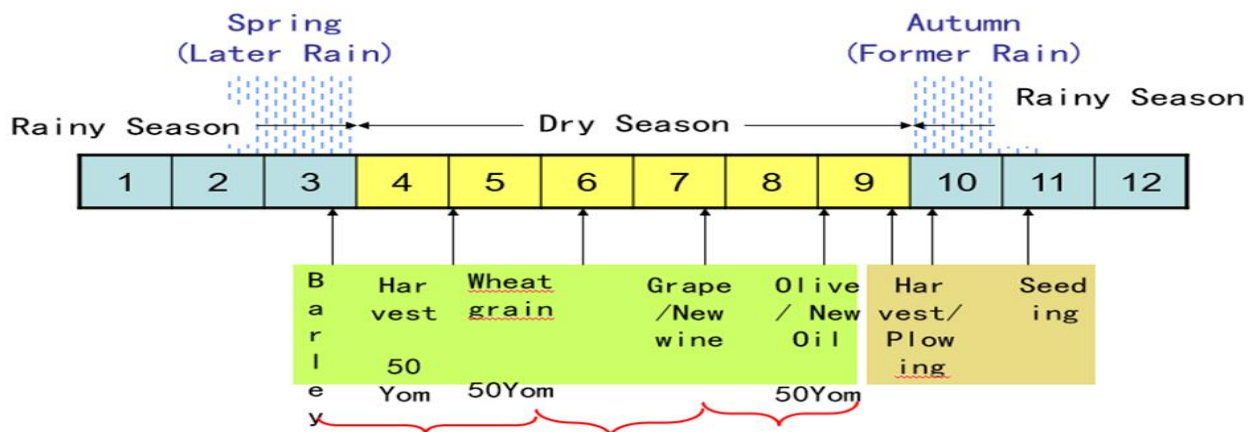 Spring
(Later Rain)
Autumn
(Former Rain)
Rainy Season
Dry Season
Rainy Season
1 2 3 4 5 6 7 8 9 10 11 12
Barley
Har
vest
50
Yom
Wheat
grain
50Yom
Grape
/New
wine
Olive
/ New
Oil
50Yom
Har
vest/
Plow
ing
Seed
ing